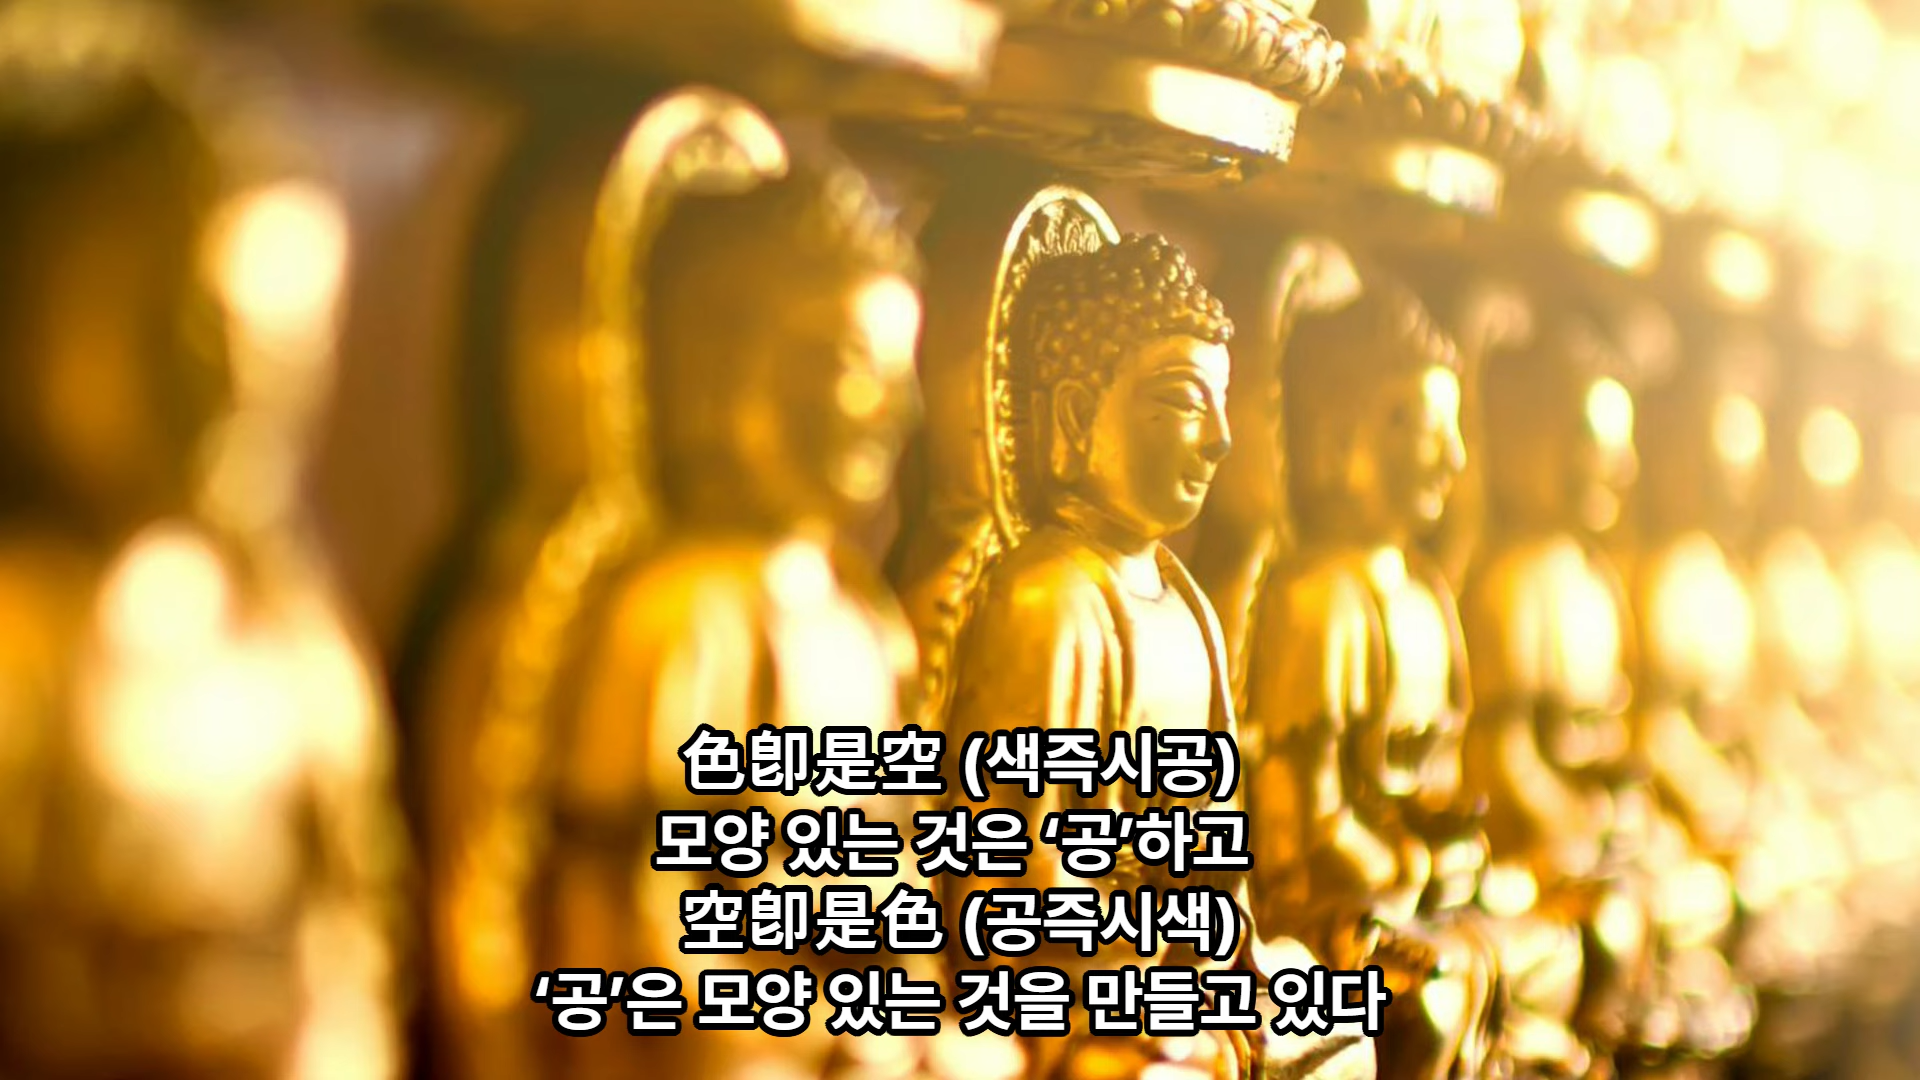 色卽是空 (색즉시공)
모양 있는 것은 ‘공’하고
空卽是色 (공즉시색)
‘공’은 모양 있는 것을 만들고 있다